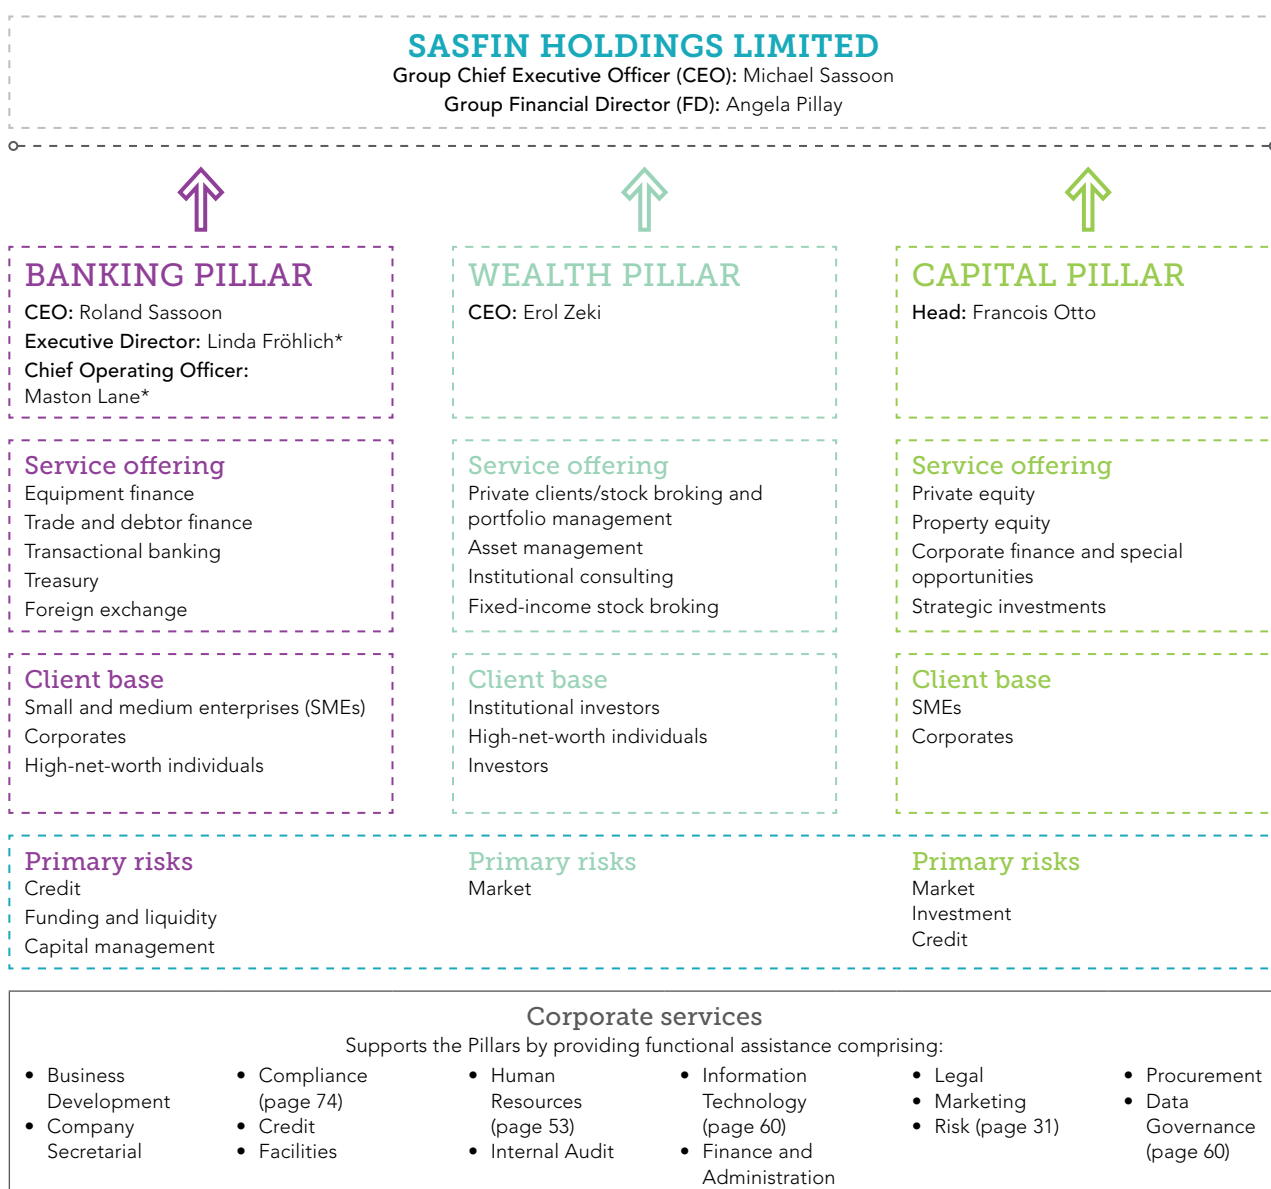 SASFIN HOLDINGS LIMITED
Group Chief Executive Officer (CEO): Michael Sassoon
Group Financial Director (FD): Angela Pillay
BANKING PILLAR
CEO: Roland Sassoon
Executive Director: Linda Fröhlich*
Chief Operating Officer:
Maston Lane*
WEALTH PILLAR
CEO: Erol Zeki
CAPITAL PILLAR
Head: Francois Otto
Service offering
Equipment finance
Trade and debtor finance
Transactional banking
Treasury
Foreign exchange
Service offering
Private clients/stock broking and
portfolio management
Asset management
Institutional consulting
Fixed-income stock broking
Service offering
Private equity
Property equity
Corporate finance and special
opportunities
Strategic investments
Client base
Small and medium enterprises (SMEs)
Corporates
High-net-worth individuals
Client base
Institutional investors
High-net-worth individuals
Investors
Client base
SMEs
Corporates
Primary risks
Credit
Funding and liquidity
Capital management
Primary risks
Market
Primary risks
Market
Investment
Credit
Corporate services
Supports the Pillars by providing functional assistance comprising:
• Business
Development
• Company
Secretarial
• Compliance
(page 74)
• Credit
• Facilities
• Human
Resources
(page 53)
• Internal Audit
• Information
Technology
(page 60)
• Finance and
Administration
• Legal
• Marketing
• Risk (page 31)
• Procurement
• Data
Governance
(page 60)